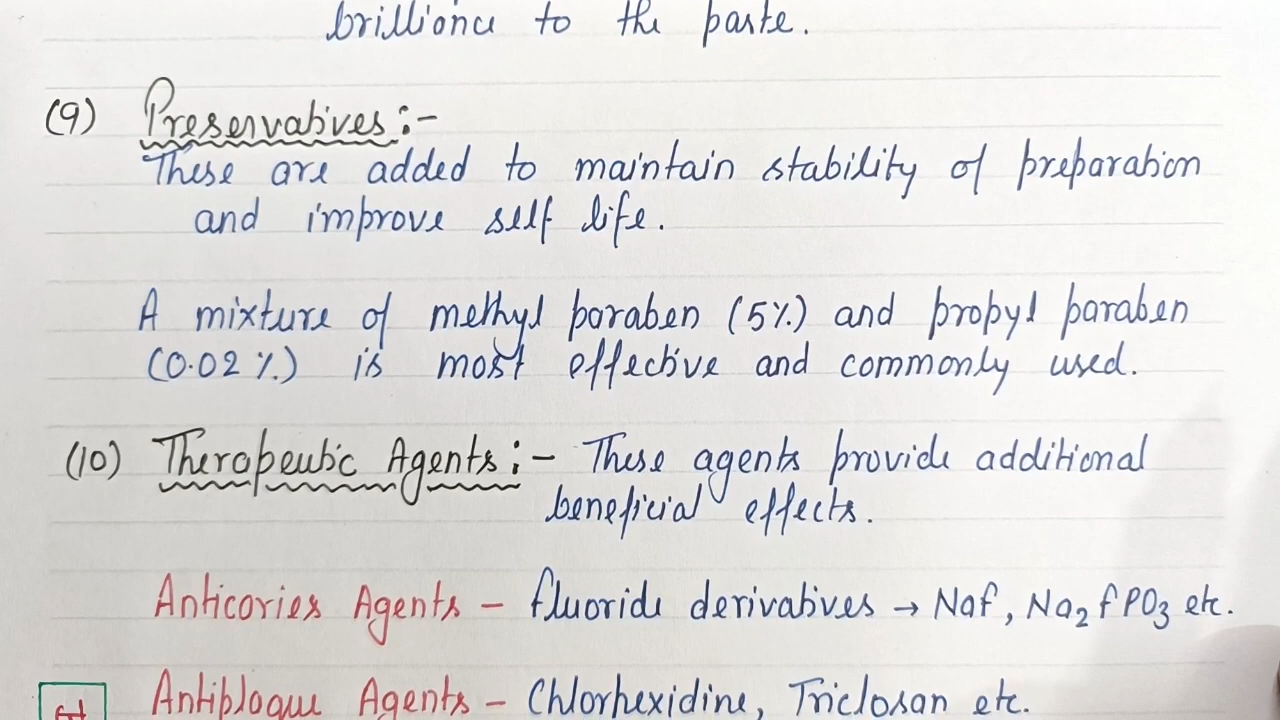 brilliance to the paste.
(9) Preservatives :-
These are added to maintain stability of preparation
and improve self life.
A mixture of methyl paraben (5%) and propyl paraben
(0.02%) is most effective and commonly used.
(10) Therapeutic Agents :- These agents provide additional
beneficial effects.
Anticaries Agents - fluoride derivatives → Naf, Na₂fPO₃ etc.
Antiplaque Agents - Chlorhexidine, Triclosan etc.